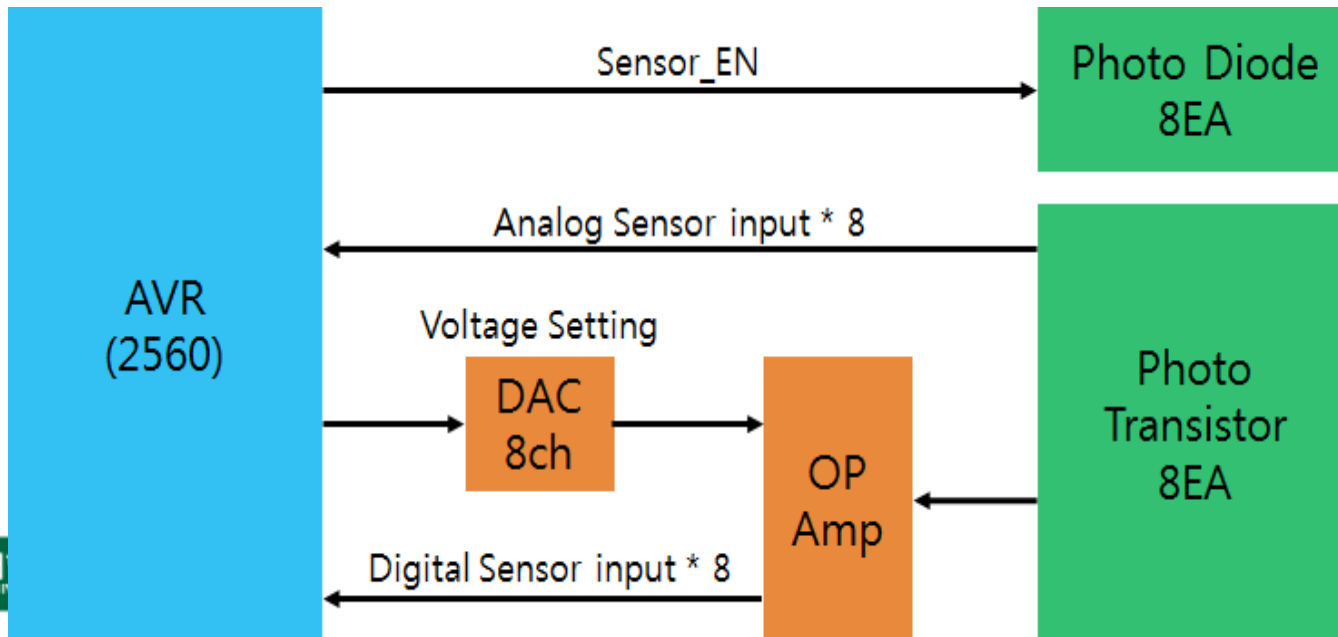 Sensor_EN
Photo Diode
8EA
Analog Sensor input * 8
AVR
(2560)
Voltage Setting
DAC
8ch
OP
Amp
Photo
Transistor
8EA
Digital Sensor input * 8